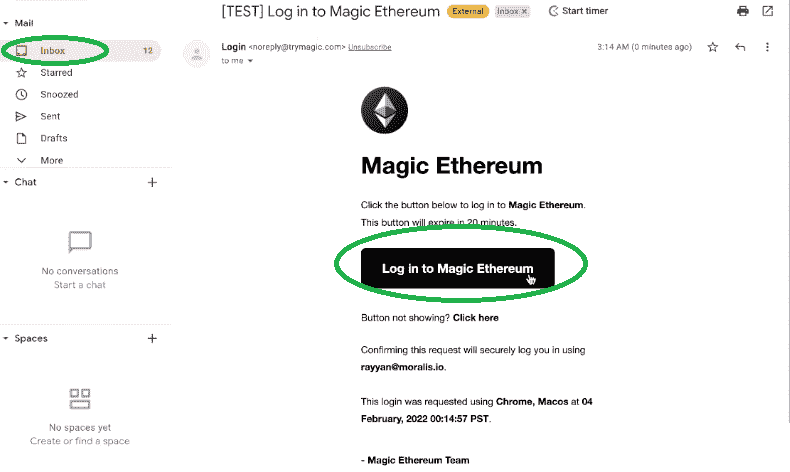 Mail
Inbox 12
Starred
Snoozed
Sent
Drafts
More
Chat
No conversations
Start a chat
Spaces
No spaces yet
Create or find a space
[TEST] Log in to Magic Ethereum External Inbox x Start timer
Login <noreply@trymagic.com> Unsubscribe 3:14 AM (0 minutes ago)
to me
Magic Ethereum
Click the button below to log in to Magic Ethereum.
This button will expire in 20 minutes.
Log in to Magic Ethereum
Button not showing? Click here
Confirming this request will securely log you in using
rayyan@moralis.io.
This login was requested using Chrome, Macos at 04
February, 2022 00:14:57 PST.
- Magic Ethereum Team